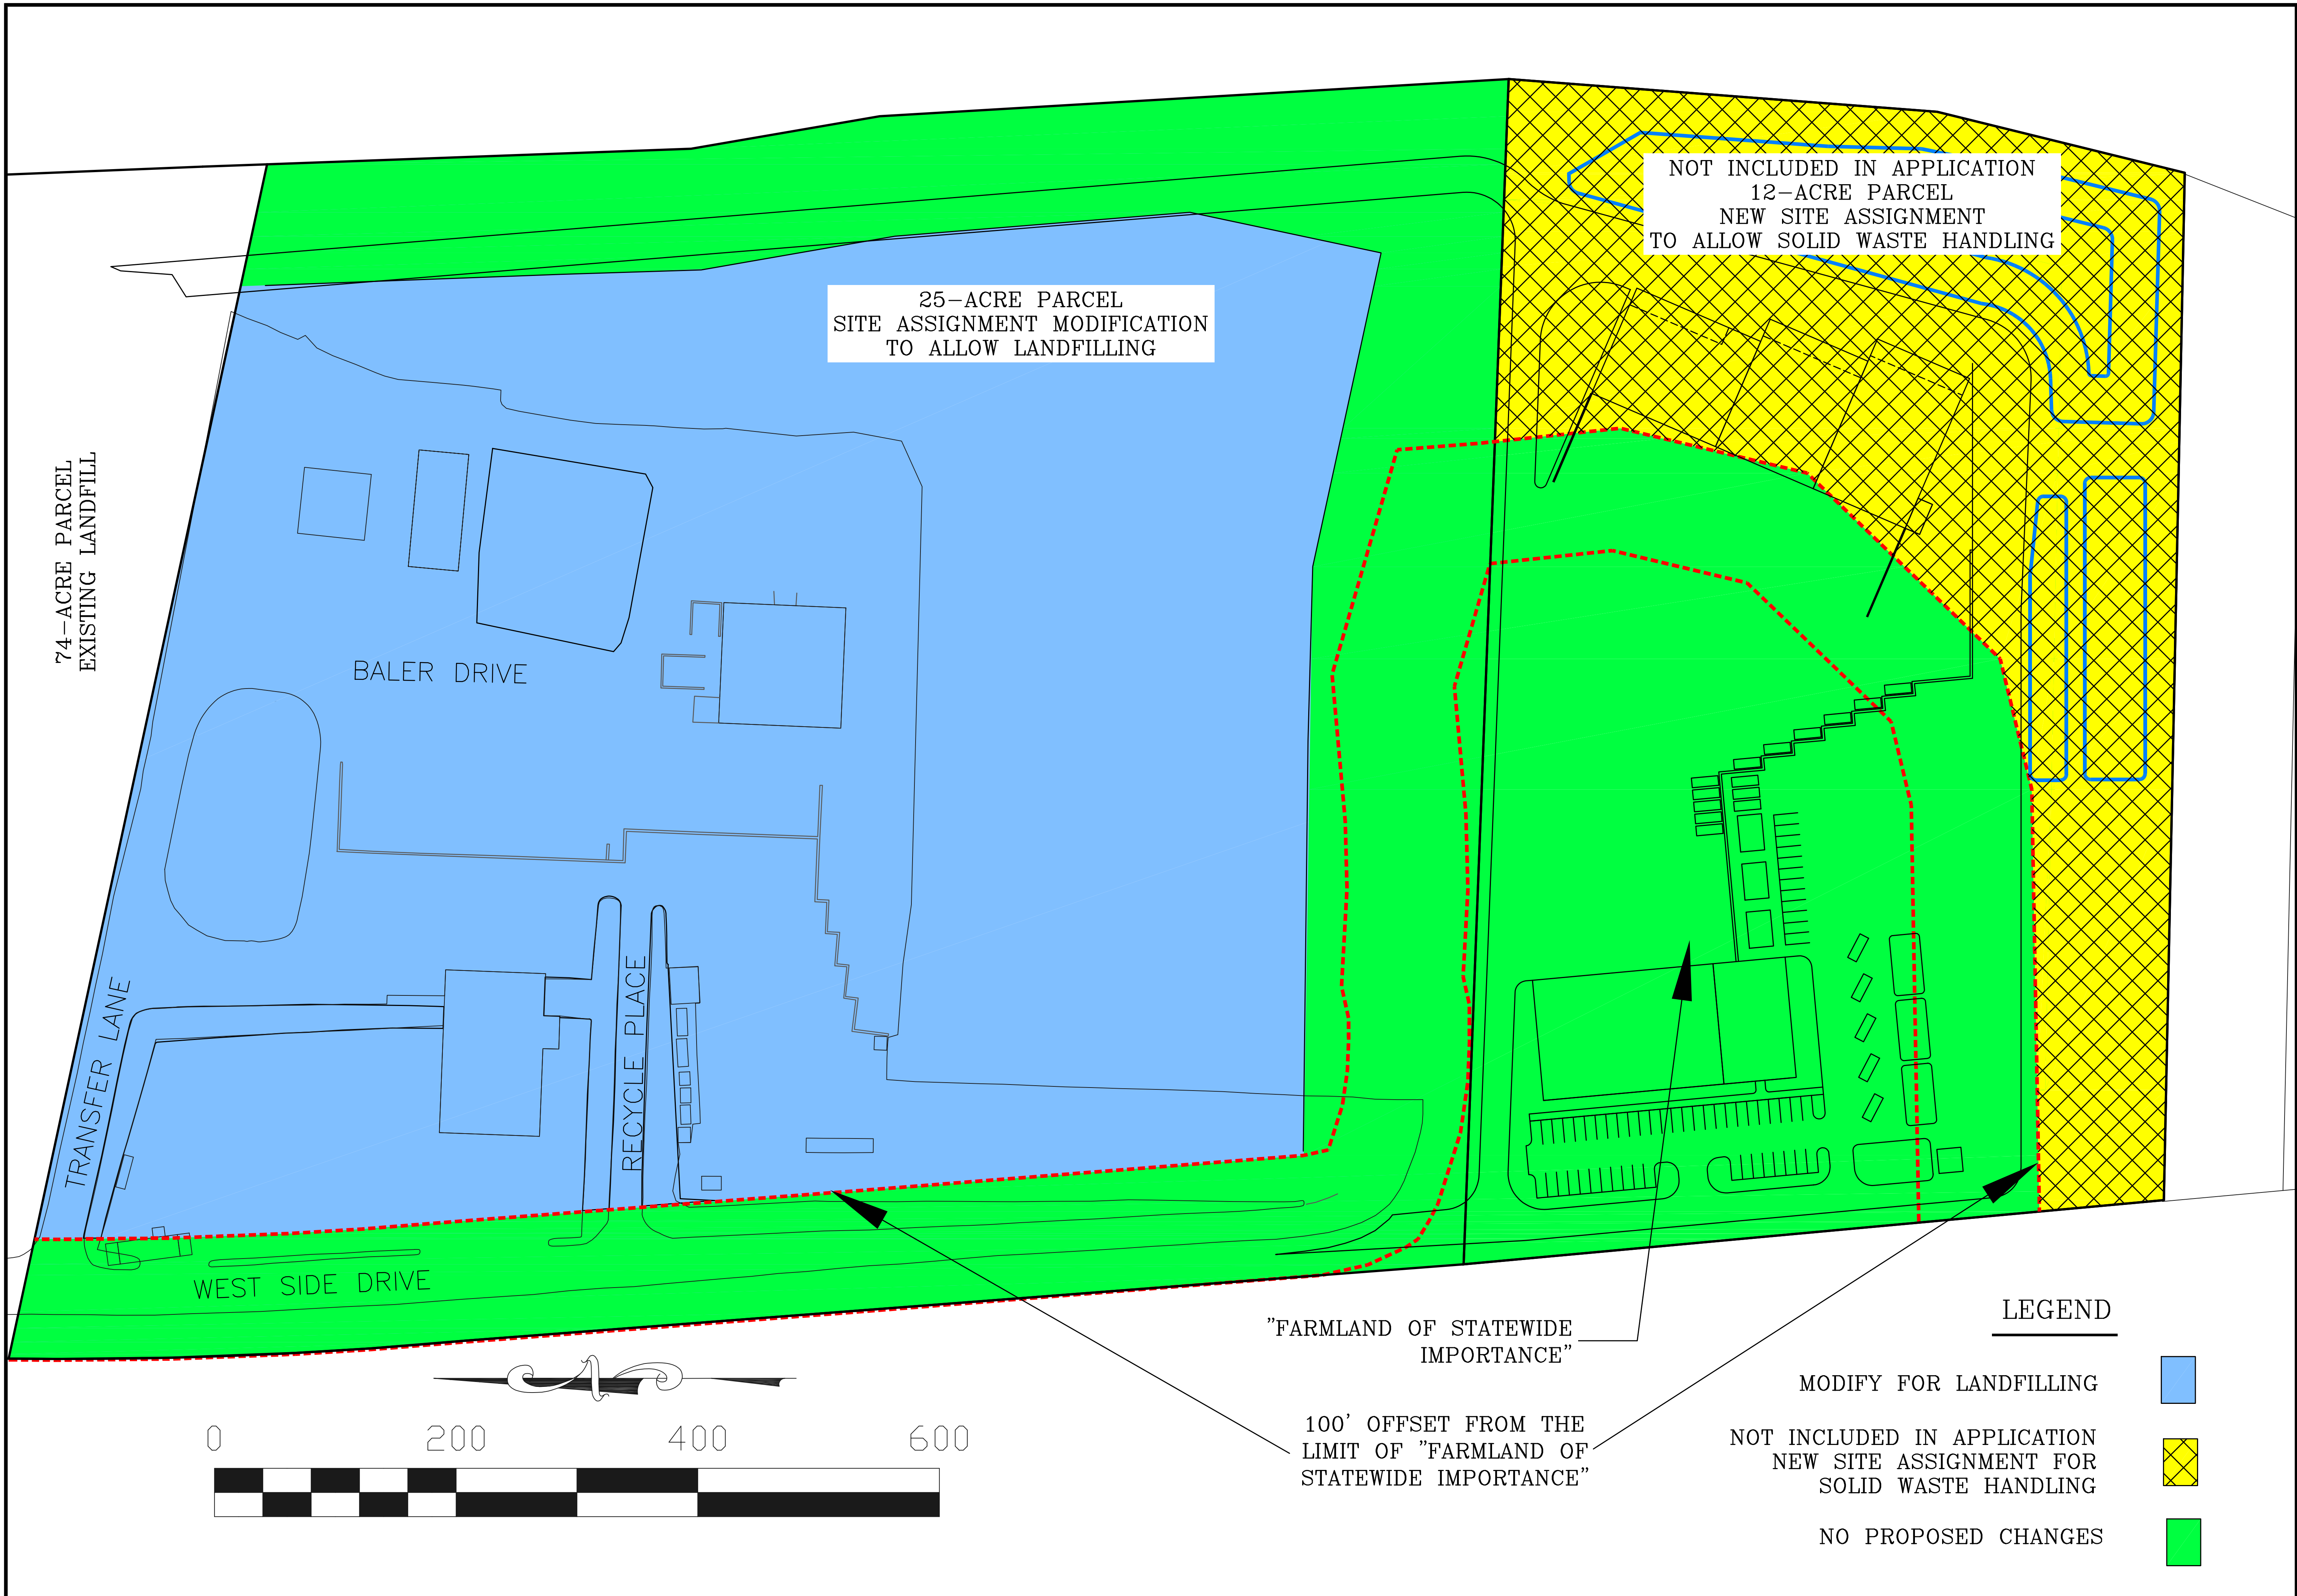 NOT INCLUDED IN APPLICATION
12-ACRE PARCEL
NEW SITE ASSIGNMENT
TO ALLOW SOLID WASTE HANDLING
25-ACRE PARCEL
SITE ASSIGNMENT MODIFICATION
TO ALLOW LANDFILLING
74-ACRE PARCEL
EXISTING LANDFILL
BALER DRIVE
TRANSFER LANE
RECYCLE PLACE
WEST SIDE DRIVE
"FARMLAND OF STATEWIDE
IMPORTANCE"
100' OFFSET FROM THE
LIMIT OF "FARMLAND OF
STATEWIDE IMPORTANCE"
N
0 200 400 600
LEGEND
MODIFY FOR LANDFILLING
NOT INCLUDED IN APPLICATION
NEW SITE ASSIGNMENT FOR
SOLID WASTE HANDLING
NO PROPOSED CHANGES